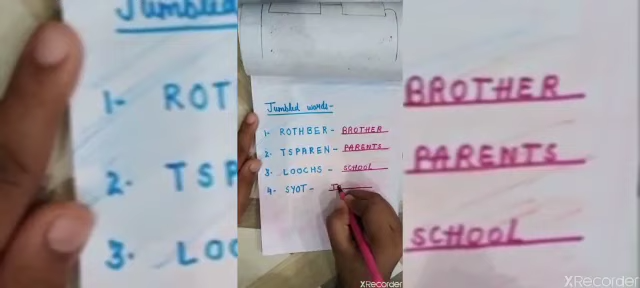 Jumbled words-
1- ROTHBER - BROTHER
2- TSPAREN - PARENTS
3- LOOCHS - SCHOOL
4- SYOT -
XRecorder
Jumbled
1- ROT
2- TSP
3- LOO
BROTHER
PARENTS
SCHOOL
XRecorder